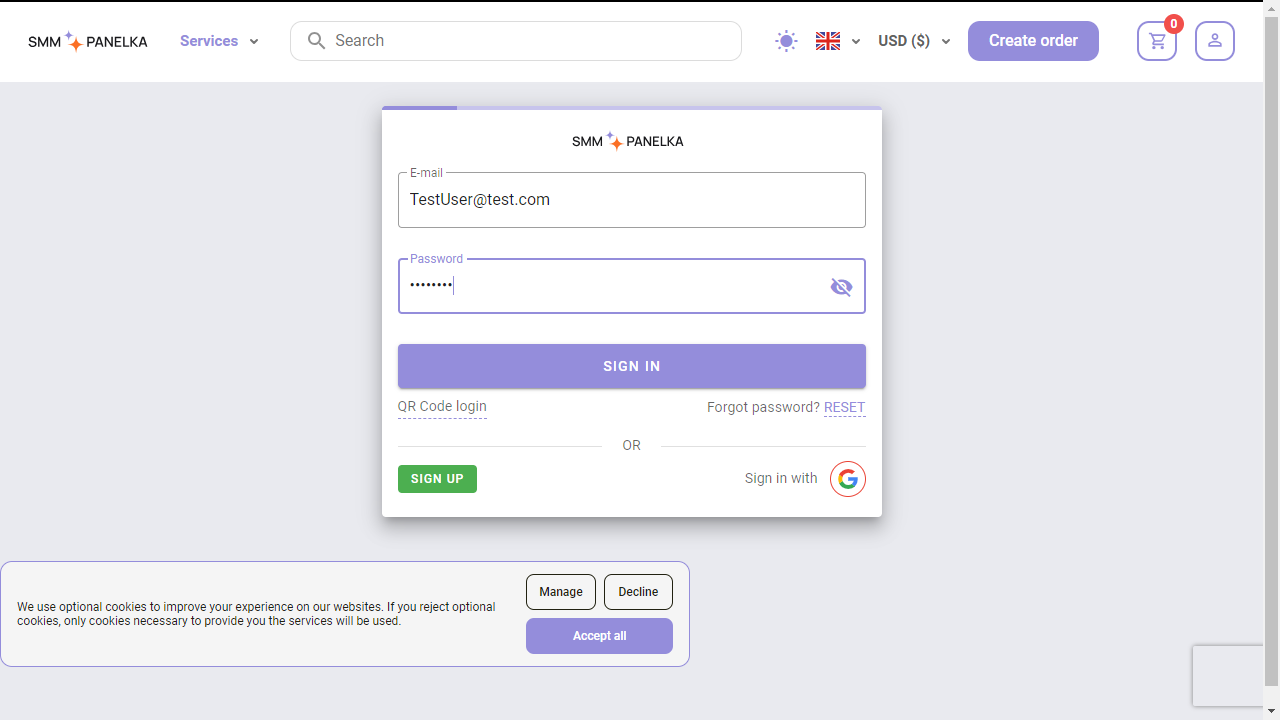 SMM PANELKA
Services
Search
USD ($)
Create order
0
SMM PANELKA
E-mail
TestUser@test.com
Password
••••••••
SIGN IN
QR Code login
Forgot password? RESET
OR
SIGN UP
Sign in with
We use optional cookies to improve your experience on our websites. If you reject optional
cookies, only cookies necessary to provide you the services will be used.
Manage
Decline
Accept all